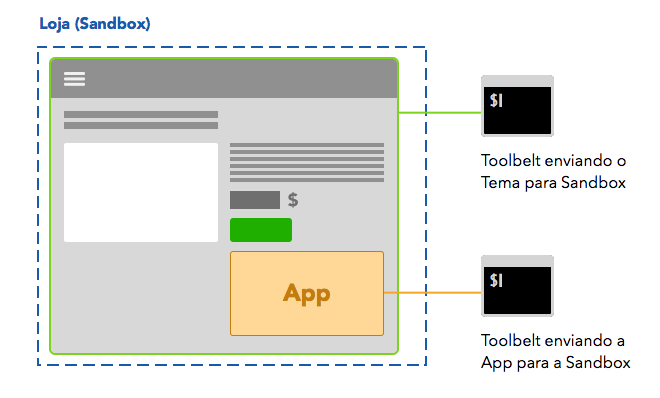 Loja (Sandbox)
$
App
$I
Toolbelt enviando o
Tema para Sandbox
$I
Toolbelt enviando a
App para a Sandbox